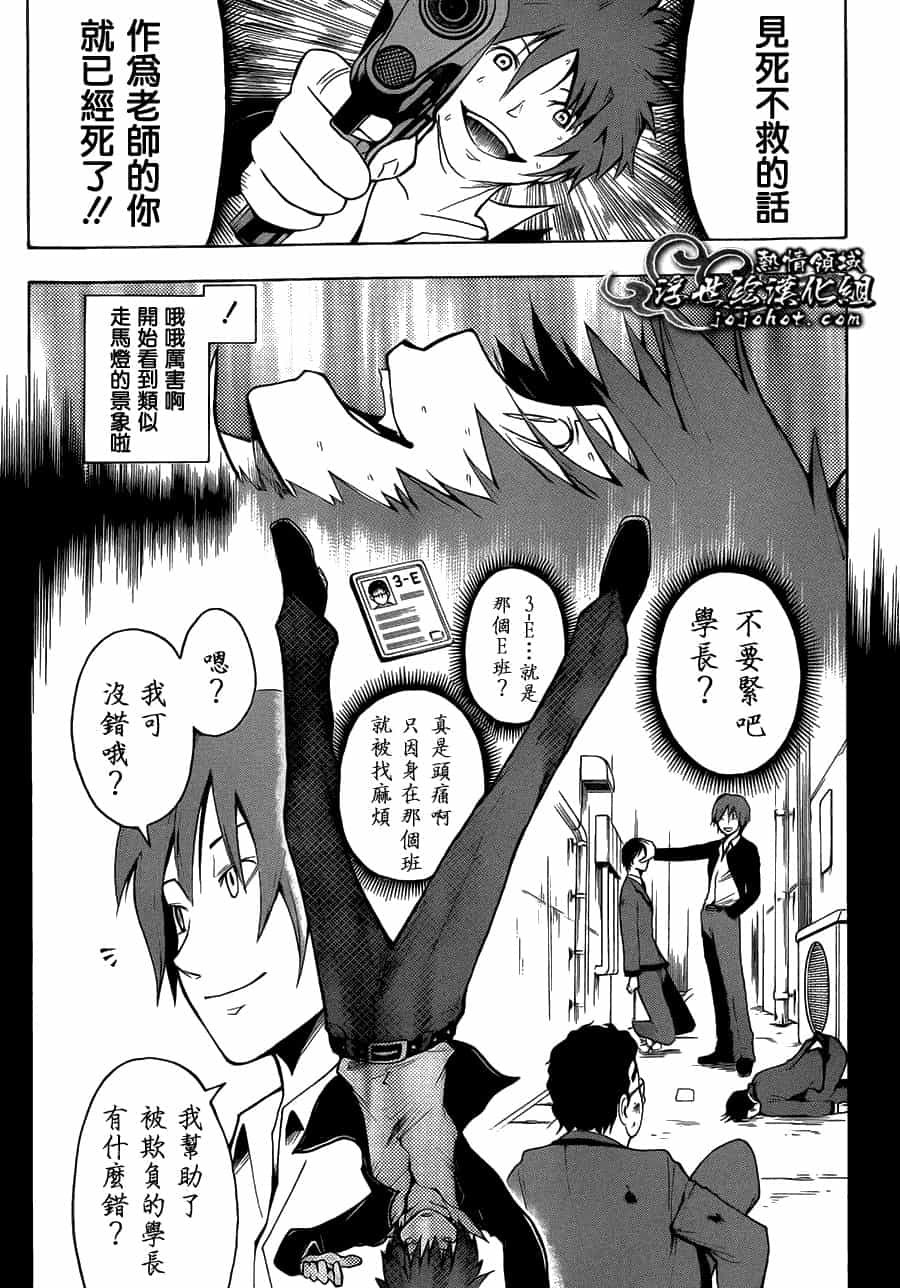 見死不救的話
作為老師的你
就已經死了!!
熱情領域
浮世绘漢化組
jojohot.com
!
哦哦厲害啊
開始看到類似
走馬燈的景象啦
3-E
不要緊吧
學長?
3-E…就是
那個E班?
真是頭痛啊
只因身在那個班
就被找麻煩
嗯?
我可
沒錯哦?
我幫助了
被欺負的學長
有什麼錯?